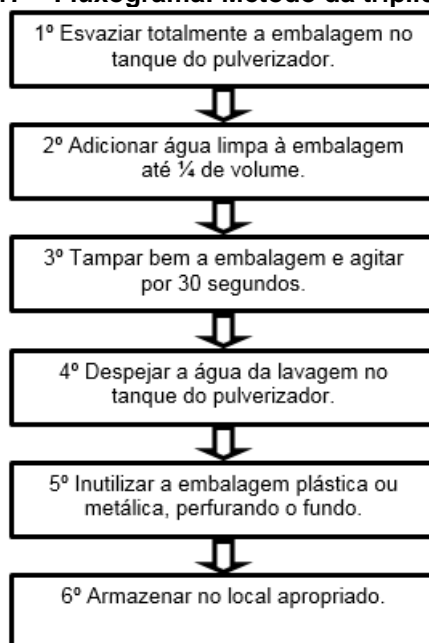 Fluxograma: Método da
1º Esvaziar totalmente a embalagem no
tanque do pulverizador.
2º Adicionar água limpa à embalagem
até ¼ de volume.
3º Tampar bem a embalagem e agitar
por 30 segundos.
4º Despejar a água da lavagem no
tanque do pulverizador.
5º Inutilizar a embalagem plástica ou
metálica, perfurando o fundo.
6º Armazenar no local apropriado.